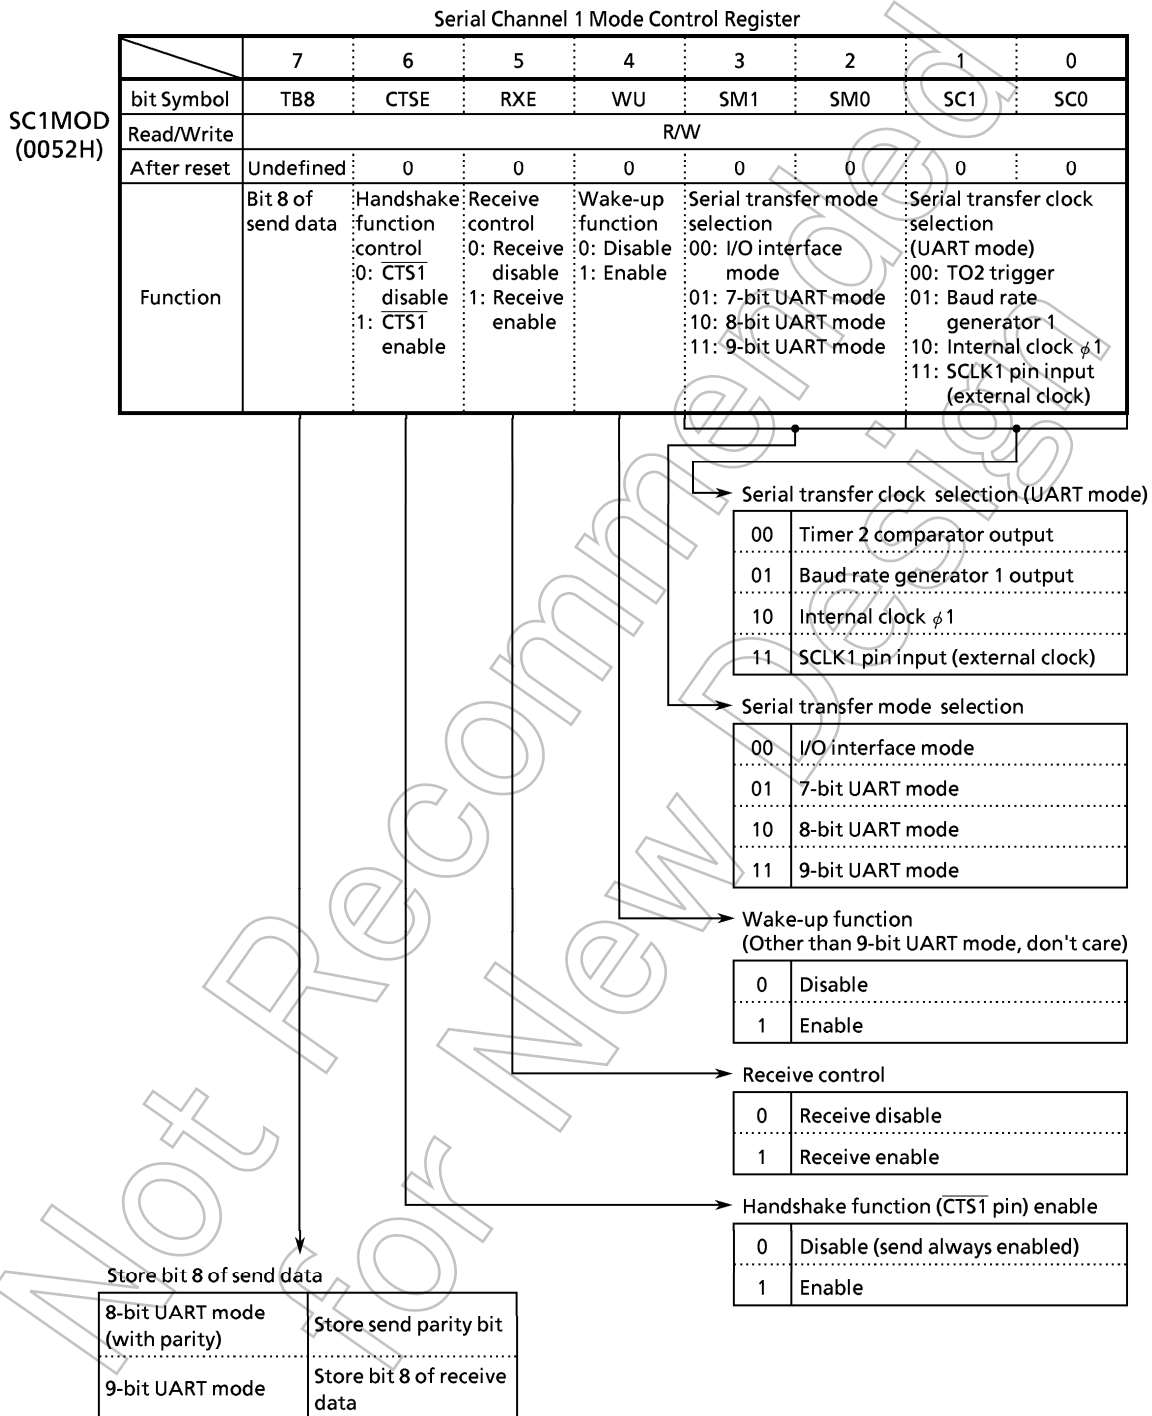 Serial Channel 1 Mode Control Register
SC1MOD
(0052H)
7 6 5 4 3 2 1 0
bit Symbol TB8 CTSE RXE WU SM1 SM0 SC1 SC0
Read/Write R/W
After reset Undefined 0 0 0 0 0 0 0
Function
Bit 8 of
send data
Handshake
function
control
0: CTS1
disable
1: CTS1
enable
Receive
control
0: Receive
disable
1: Receive
enable
Wake-up
function
0: Disable
1: Enable
Serial transfer mode
selection
00: I/O interface
mode
01: 7-bit UART mode
10: 8-bit UART mode
11: 9-bit UART mode
Serial transfer clock
selection
(UART mode)
00: TO2 trigger
01: Baud rate
generator 1
10: Internal clock ϕ1
11: SCLK1 pin input
(external clock)
Serial transfer clock selection (UART mode)
00 Timer 2 comparator output
01 Baud rate generator 1 output
10 Internal clock ϕ1
11 SCLK1 pin input (external clock)
Serial transfer mode selection
00 I/O interface mode
01 7-bit UART mode
10 8-bit UART mode
11 9-bit UART mode
Wake-up function
(Other than 9-bit UART mode, don't care)
0 Disable
1 Enable
Receive control
0 Receive disable
1 Receive enable
Handshake function (CTS1 pin) enable
0 Disable (send always enabled)
1 Enable
Store bit 8 of send data
8-bit UART mode
(with parity)
Store send parity bit
9-bit UART mode
Store bit 8 of receive
data
Not Recommended
for New Design